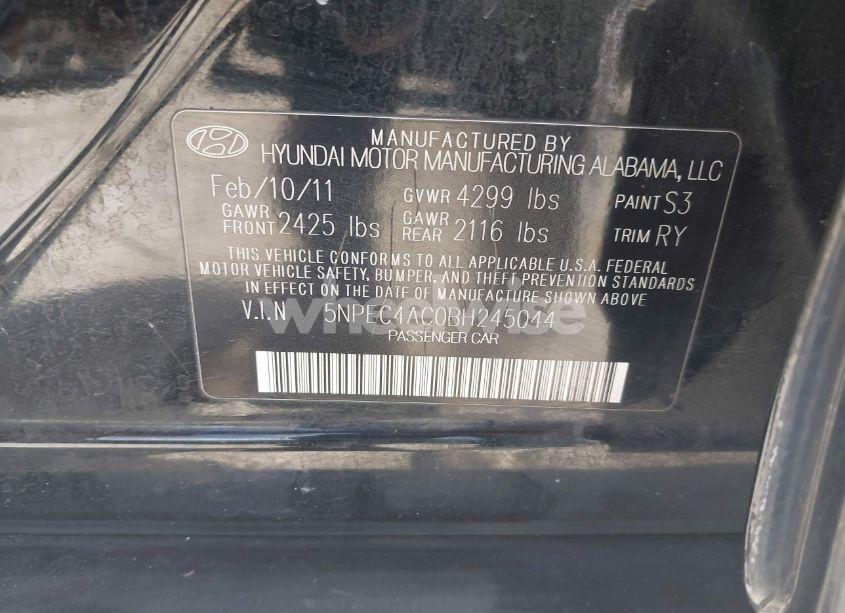 MANUFACTURED BY
HYUNDAI MOTOR MANUFACTURING ALABAMA, LLC
Feb/10/11 GVWR 4299 lbs PAINT S3
GAWR FRONT 2425 lbs GAWR REAR 2116 lbs TRIM RY
THIS VEHICLE CONFORMS TO ALL APPLICABLE U.S.A. FEDERAL
MOTOR VEHICLE SAFETY, BUMPER, AND THEFT PREVENTION STANDARDS
IN EFFECT ON THE DATE OF MANUFACTURE SHOWN ABOVE
V.I.N 5NPEC4AC0BH245044
PASSENGER CAR